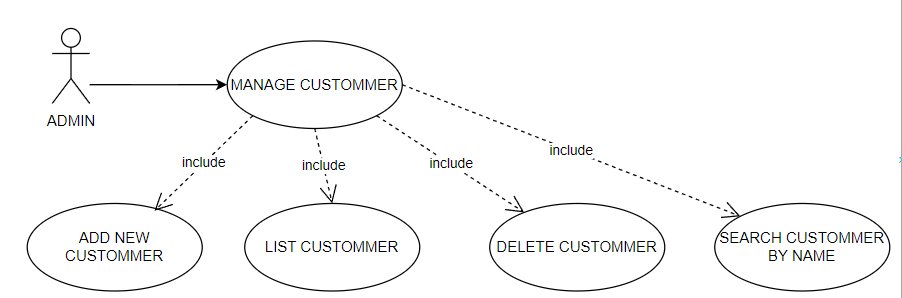 MANAGE CUSTOMMER
ADMIN
include
include
include
include
ADD NEW
CUSTOMMER
LIST CUSTOMMER
DELETE CUSTOMMER
SEARCH CUSTOMMER
BY NAME